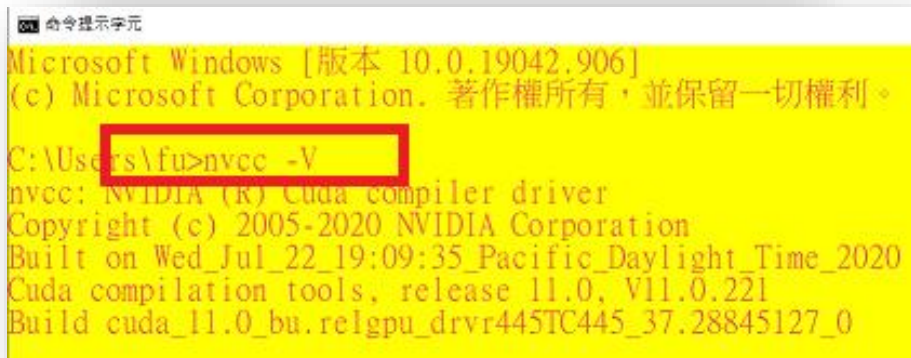 命令提示字元
Microsoft Windows [版本 10.0.19042.906]
(c) Microsoft Corporation. 著作權所有，並保留一切權利。
C:\Users\fu>nvcc -V
nvcc: NVIDIA (R) Cuda compiler driver
Copyright (c) 2005-2020 NVIDIA Corporation
Built on Wed_Jul_22_19:09:35_Pacific_Daylight_Time_2020
Cuda compilation tools, release 11.0, V11.0.221
Build cuda_11.0_bu.relgpu_drvr445TC445_37.28845127_0